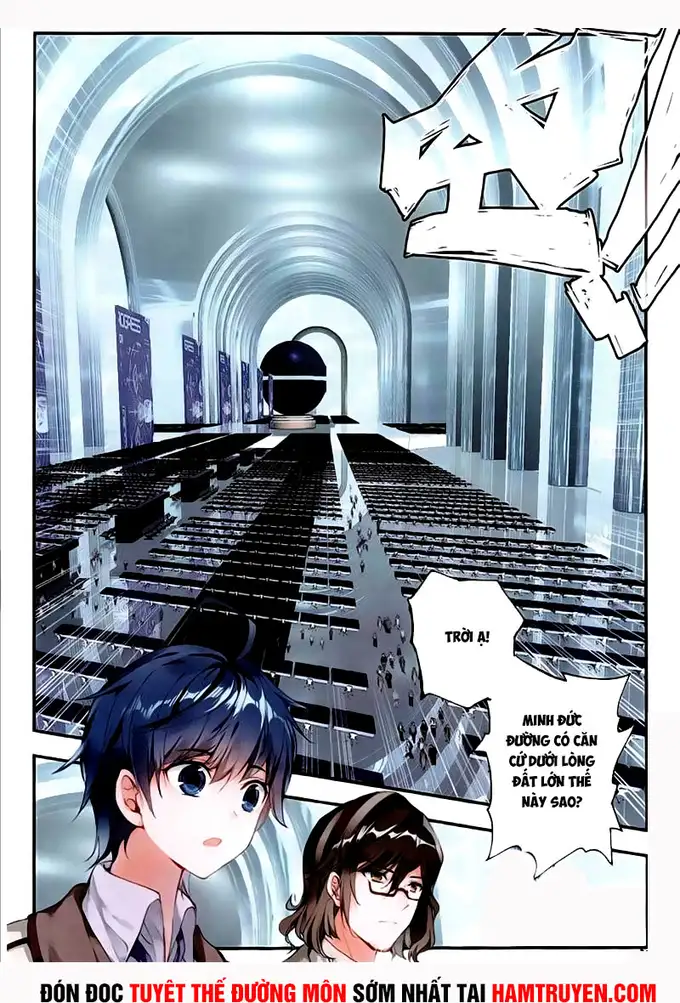 OGRESS
TRỜI Ạ!
MINH ĐỨC
ĐƯỜNG CÓ CĂN
CỨ DƯỚI LÒNG
ĐẤT LỚN THẾ
NÀY SAO?
ĐÓN ĐỌC TUYỆT THẾ ĐƯỜNG MÔN SỚM NHẤT TẠI HAMTRUYEN.COM